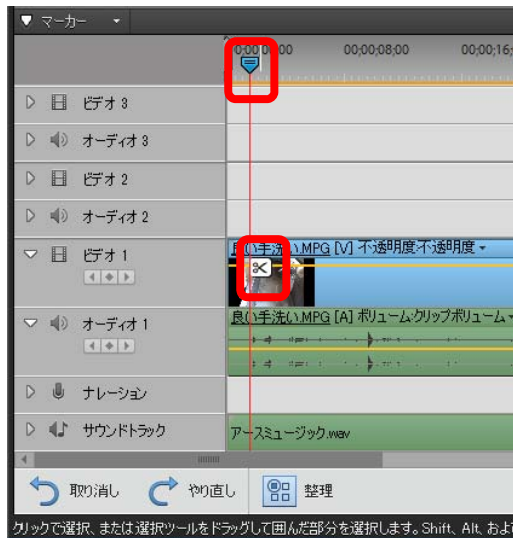 マーカー
00;00;08;00 00;00;16;
ビデオ 3
オーディオ 3
ビデオ 2
オーディオ 2
ビデオ 1
良い手洗い.MPG [V] 不透明度:不透明度
オーディオ 1
良い手洗い.MPG [A] ボリューム:クリップボリューム
ナレーション
サウンドトラック
アースミュージック.wav
取り消し やり直し 整理
クリックで選択、または選択ツールをドラッグして囲んだ部分を選択します。Shift、Alt、およ